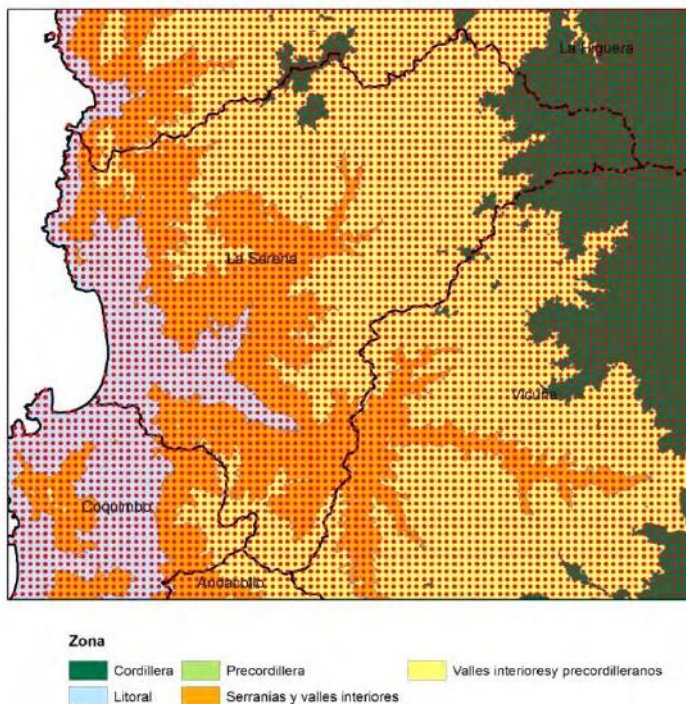 La Higuera
La Serena
Vicuña
Coquimbo
Andacollo
Zona
Cordillera
Precordillera
Valles interioresy precordilleranos
Litoral
Serranias y valles interiores